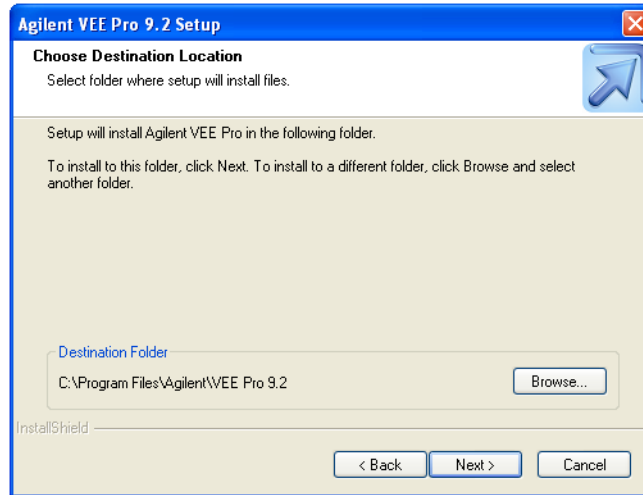 Agilent VEE Pro 9.2 Setup
Choose Destination Location
Select folder where setup will install files.
Setup will install Agilent VEE Pro in the following folder.
To install to this folder, click Next. To install to a different folder, click Browse and select
another folder.
Destination Folder
C:\Program Files\Agilent\VEE Pro 9.2
Browse...
InstallShield
< Back
Next >
Cancel